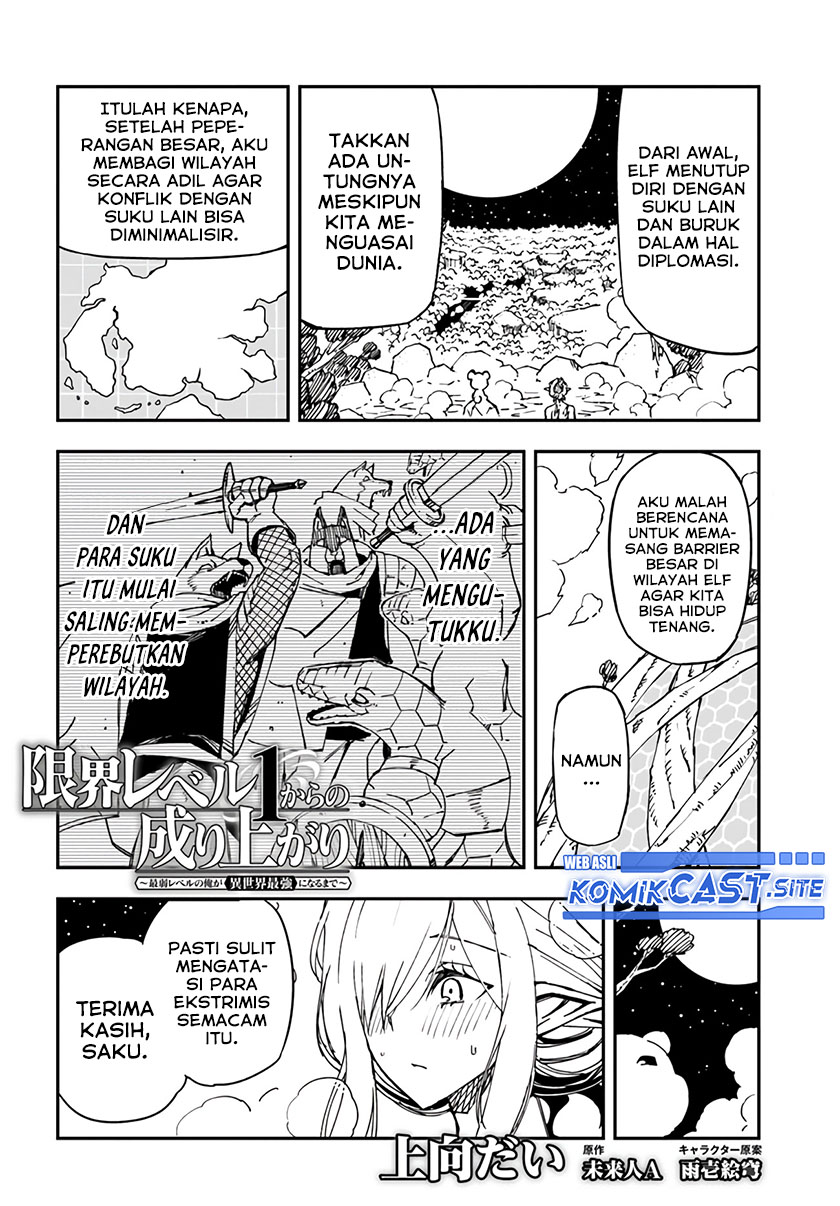 DARI AWAL,
ELF MENUTUP
DIRI DENGAN
SUKU LAIN
DAN BURUK
DALAM HAL
DIPLOMASI.
TAKKAN
ADA UN-
TUNGNYA
MESKIPUN
KITA ME-
NGUASAI
DUNIA.
ITULAH KENAPA,
SETELAH PEPE-
RANGAN BESAR, AKU
MEMBAGI WILAYAH
SECARA ADIL AGAR
KONFLIK DENGAN
SUKU LAIN BISA
DIMINIMALISIR.
AKU MALAH
BERENCANA
UNTUK MEMA-
SANG BARRIER
BESAR DI
WILAYAH ELF
AGAR KITA
BISA HIDUP
TENANG.
NAMUN
...
...ADA
YANG
MENGU-
TUKKU.
DAN
PARA SUKU
ITU MULAI
SALING MEM-
PEREBUTKAN
WILAYAH.
限界レベル1からの
成り上がり
～最弱レベルの俺が異世界最強になるまで～
WEB ASLI
KOMIKCAST.SITE
PASTI SULIT
MENGATA-
SI PARA
EKSTRIMIS
SEMACAM
ITU.
TERIMA
KASIH,
SAKU.
上向だい
原作
未来人A
キャラクター原案
雨壱絵穹